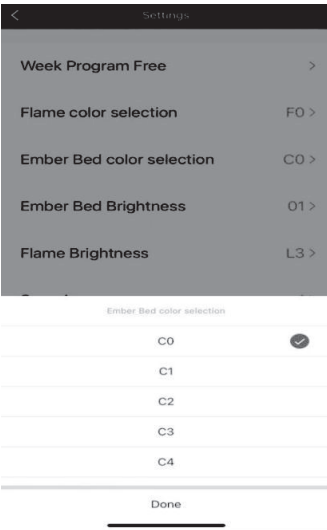 Settings
Week Program Free
Flame color selection F0 >
Ember Bed color selection C0 >
Ember Bed Brightness 01 >
Flame Brightness L3 >
Ember Bed color selection
C0
C1
C2
C3
C4
Done